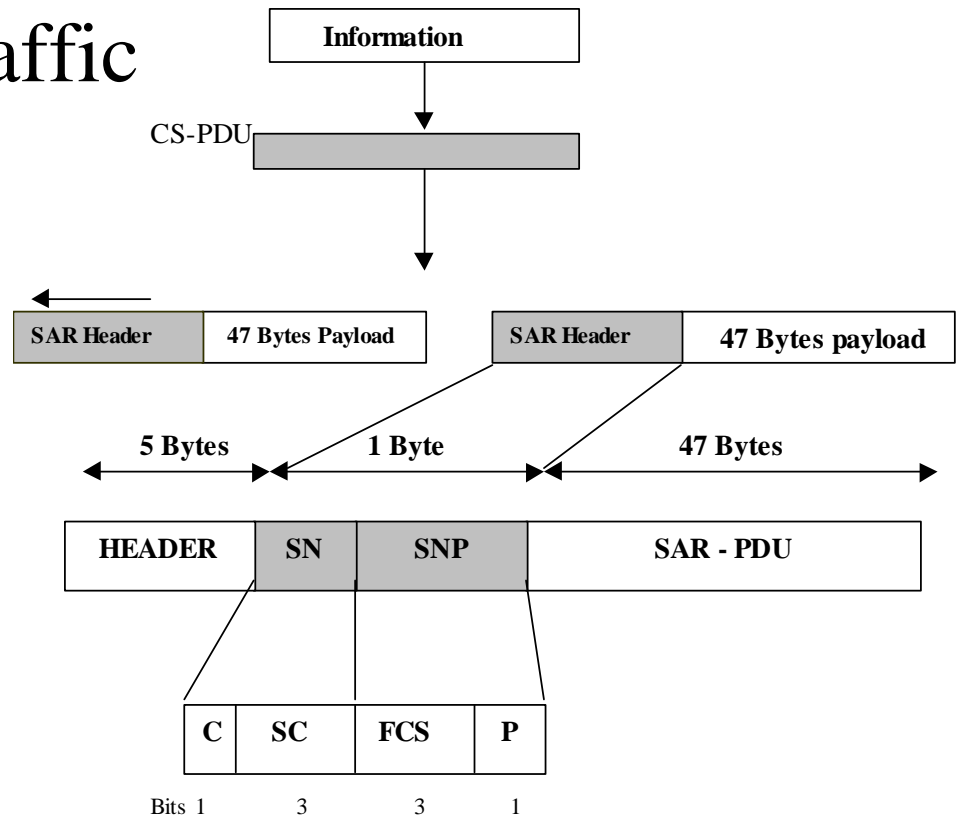 affic
Information
CS-PDU
SAR Header 47 Bytes Payload SAR Header 47 Bytes payload
5 Bytes 1 Byte 47 Bytes
HEADER SN SNP SAR - PDU
C SC FCS P
Bits 1 3 3 1